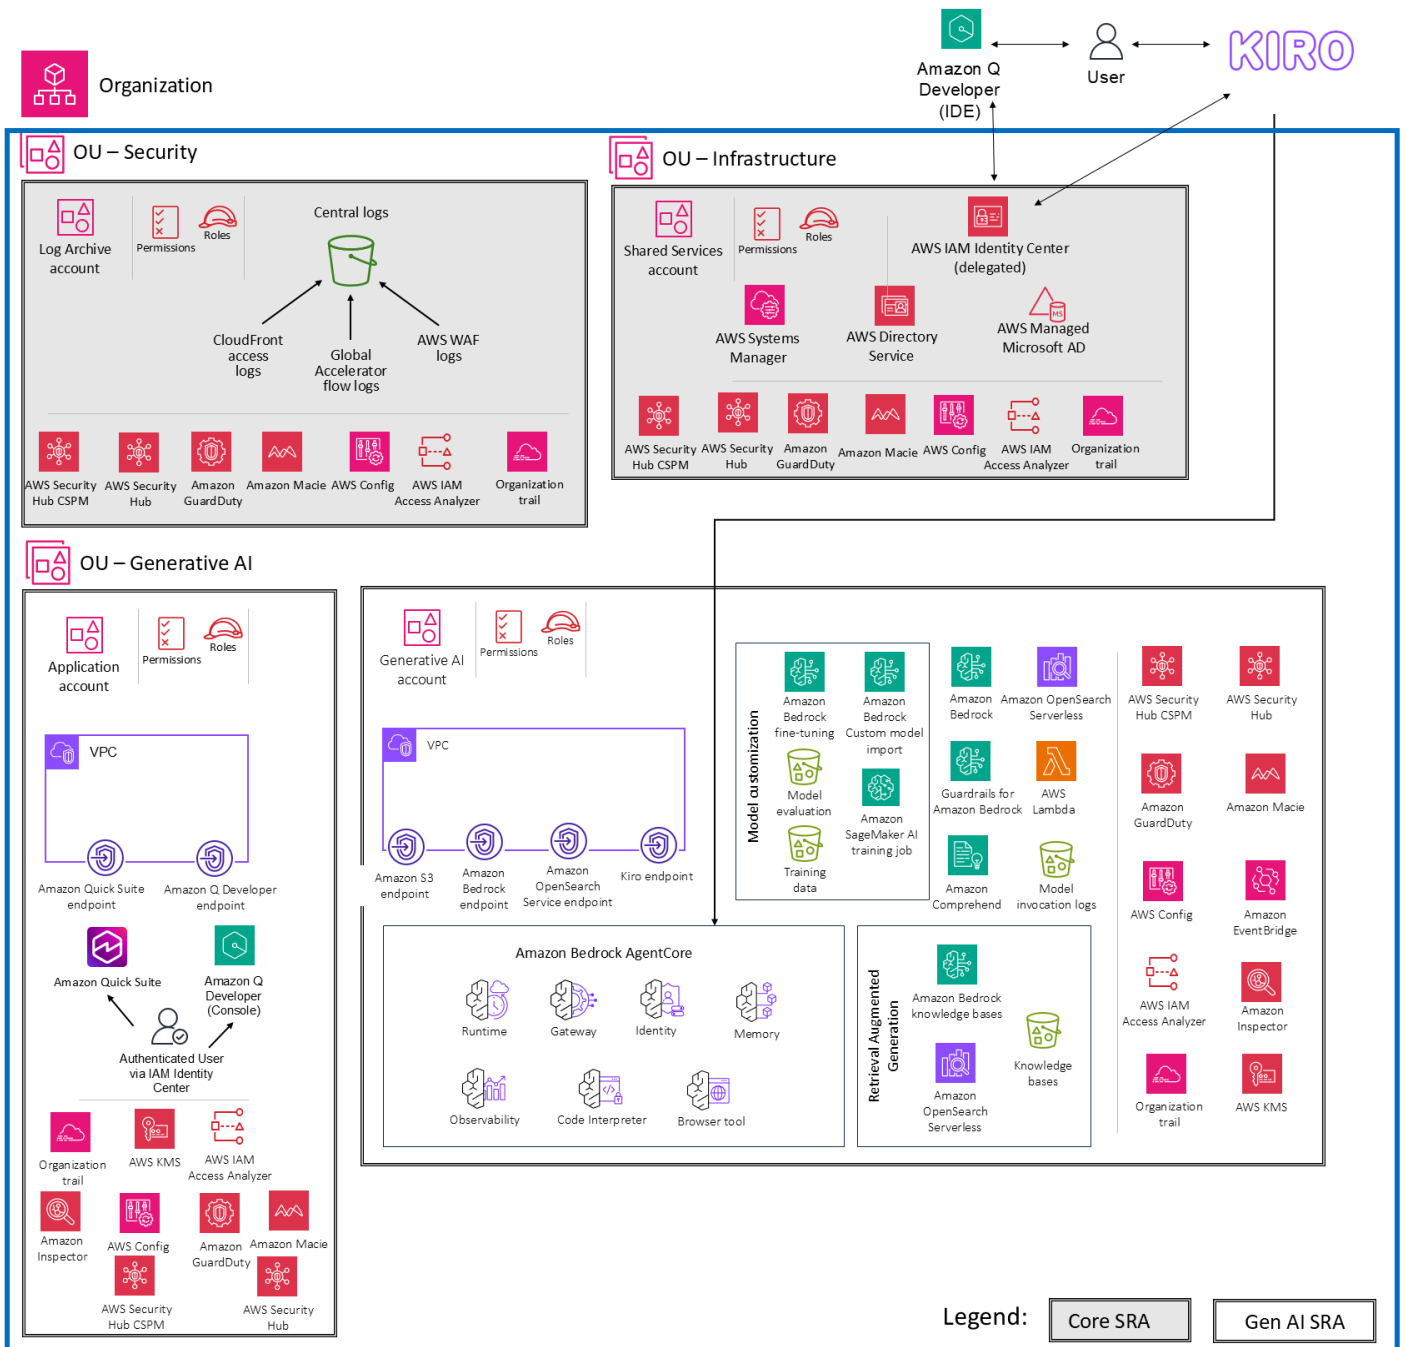 Organization
Amazon Q
Developer
(IDE)
User
KIRO
OU – Security
Log Archive
account
Permissions
Roles
Central logs
CloudFront
access
logs
Global
Accelerator
flow logs
AWS WAF
logs
AWS Security
Hub CSPM
AWS Security
Hub
Amazon
GuardDuty
Amazon Macie
AWS Config
AWS IAM
Access Analyzer
Organization
trail
OU – Infrastructure
Shared Services
account
Permissions
Roles
AWS IAM Identity Center
(delegated)
AWS Systems
Manager
AWS Directory
Service
MS
AWS Managed
Microsoft AD
AWS Security
Hub CSPM
AWS Security
Hub
Amazon
GuardDuty
Amazon Macie
AWS Config
AWS IAM
Access Analyzer
Organization
trail
OU – Generative AI
Application
account
Permissions
Roles
VPC
Amazon Quick Suite
endpoint
Amazon Q Developer
endpoint
Amazon Quick Suite
Amazon Q
Developer
(Console)
Authenticated User
via IAM Identity
Center
Organization
trail
AWS KMS
AWS IAM
Access Analyzer
Amazon
Inspector
AWS Config
Amazon
GuardDuty
Amazon Macie
AWS Security
Hub CSPM
AWS Security
Hub
Generative AI
account
Permissions
Roles
VPC
Amazon S3
endpoint
Amazon
Bedrock
endpoint
Amazon
OpenSearch
Service endpoint
Kiro endpoint
Model customization
Amazon
Bedrock
fine-tuning
Amazon
Bedrock
Custom model
import
Model
evaluation
Amazon
SageMaker AI
training job
Training
data
Amazon
Bedrock
Amazon OpenSearch
Serverless
Guardrails for
Amazon Bedrock
AWS
Lambda
Amazon
Comprehend
Model
invocation logs
Amazon Bedrock AgentCore
Runtime
Gateway
Identity
Memory
Observability
Code Interpreter
Browser tool
Retrieval Augmented
Generation
Amazon Bedrock
knowledge bases
Amazon
OpenSearch
Serverless
Knowledge
bases
AWS Security
Hub CSPM
AWS Security
Hub
Amazon
GuardDuty
Amazon Macie
AWS Config
Amazon
EventBridge
AWS IAM
Access Analyzer
Amazon
Inspector
Organization
trail
AWS KMS
Legend:
Core SRA
Gen AI SRA